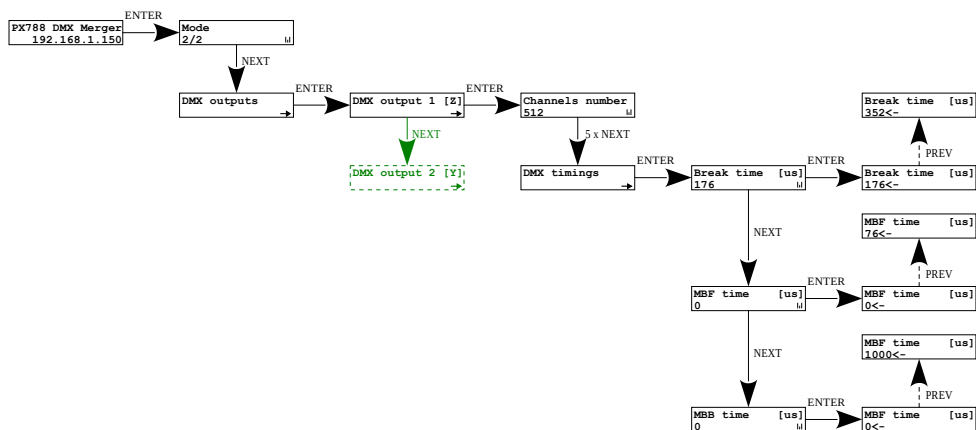 PX788 DMX Merger
192.168.1.150
ENTER
Mode
2/2
NEXT
DMX outputs
ENTER
DMX output 1 [Z]
ENTER
Channels number
512
NEXT
DMX output 2 [Y]
5 x NEXT
DMX timings
ENTER
Break time [us]
176
ENTER
Break time [us]
352<-
PREV
Break time [us]
176<-
NEXT
MBF time [us]
76<-
PREV
MBF time [us]
0
ENTER
MBF time [us]
0<-
NEXT
MBF time [us]
1000<-
PREV
MBB time [us]
0
ENTER
MBF time [us]
0<-